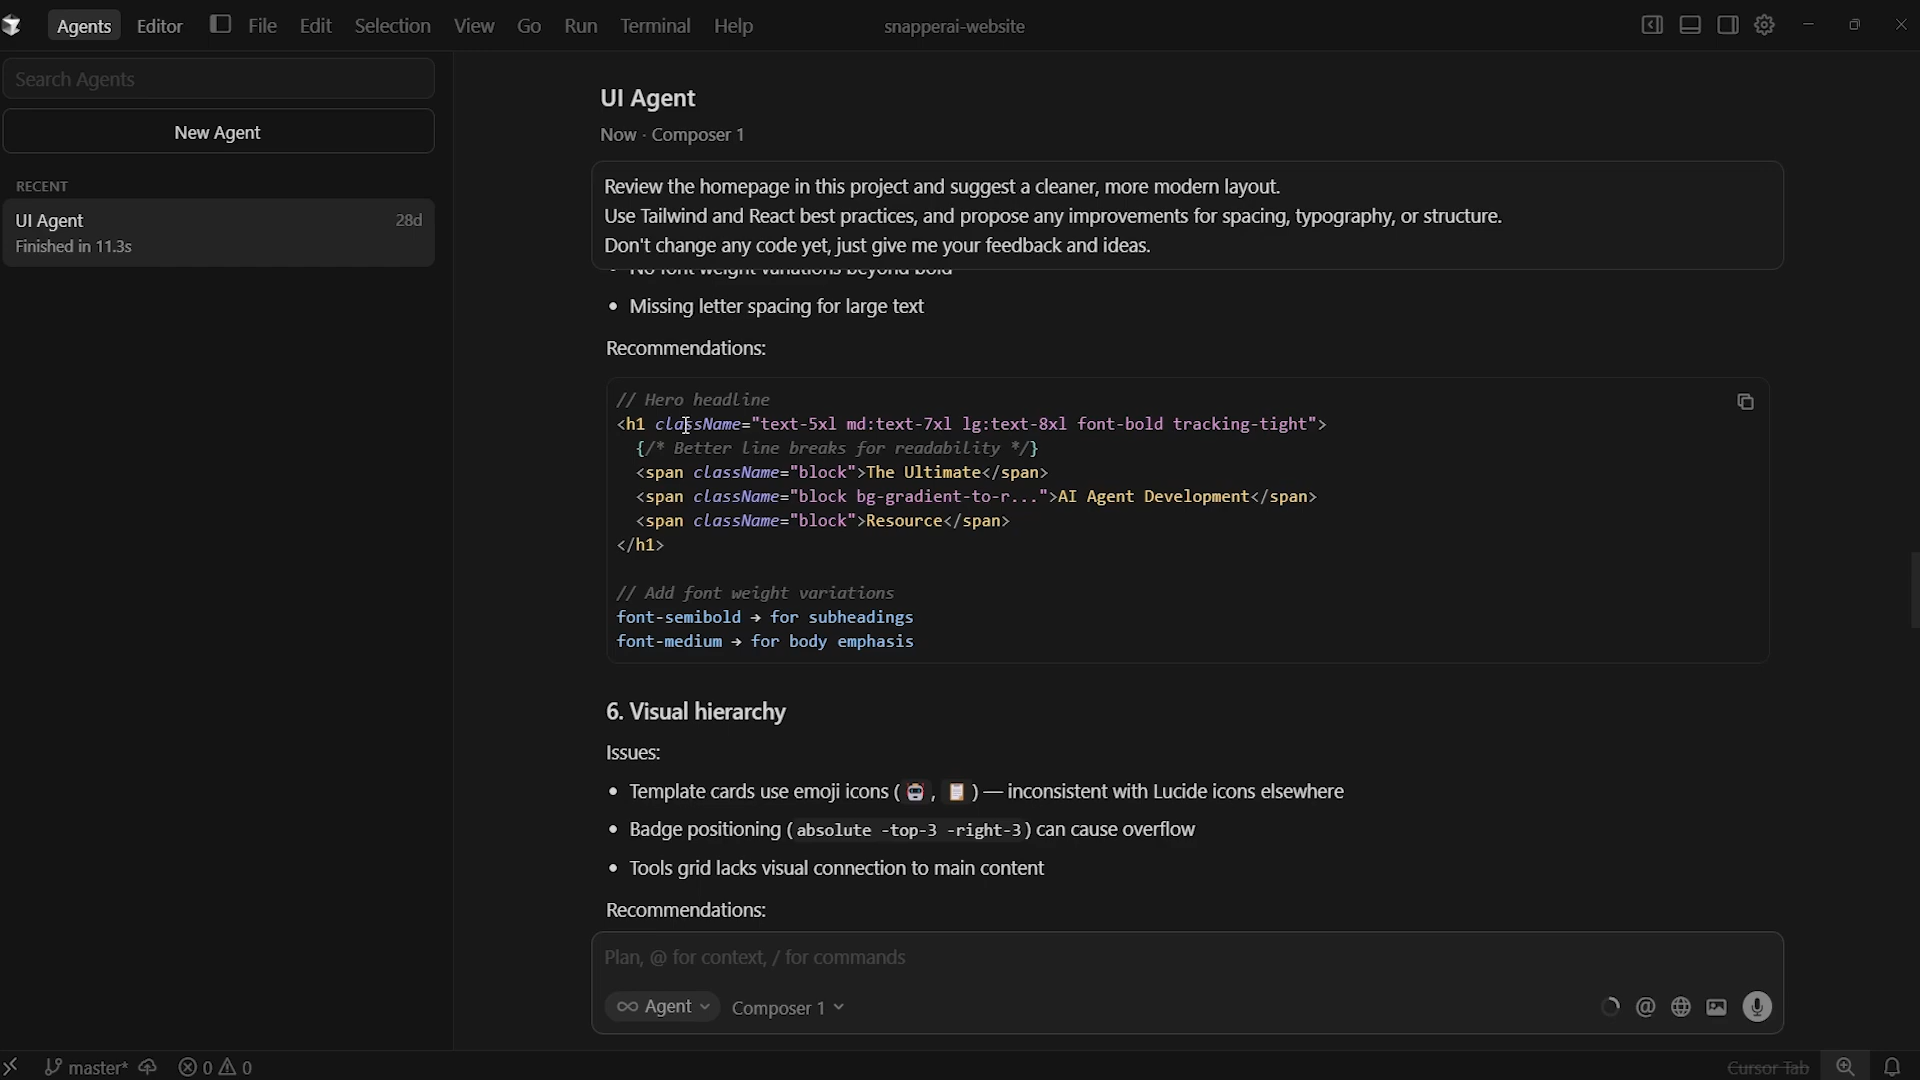 Agents Editor File Edit Selection View Go Run Terminal Help snapperai-website
Search Agents
New Agent
RECENT
UI Agent 28d
Finished in 11.3s
UI Agent
Now · Composer 1
Review the homepage in this project and suggest a cleaner, more modern layout.
Use Tailwind and React best practices, and propose any improvements for spacing, typography, or structure.
Don't change any code yet, just give me your feedback and ideas.
• No font weight variations beyond bold
• Missing letter spacing for large text
Recommendations:
// Hero headline
<h1 className="text-5xl md:text-7xl lg:text-8xl font-bold tracking-tight">
{/* Better line breaks for readability */}
<span className="block">The Ultimate</span>
<span className="block bg-gradient-to-r...">AI Agent Development</span>
<span className="block">Resource</span>
</h1>
// Add font weight variations
font-semibold → for subheadings
font-medium → for body emphasis
6. Visual hierarchy
Issues:
• Template cards use emoji icons (🤖, 📋) — inconsistent with Lucide icons elsewhere
• Badge positioning (absolute -top-3 -right-3) can cause overflow
• Tools grid lacks visual connection to main content
Recommendations:
Plan, @ for context, / for commands
∞ Agent Composer 1 @
master* 0 0 Cursor Tab